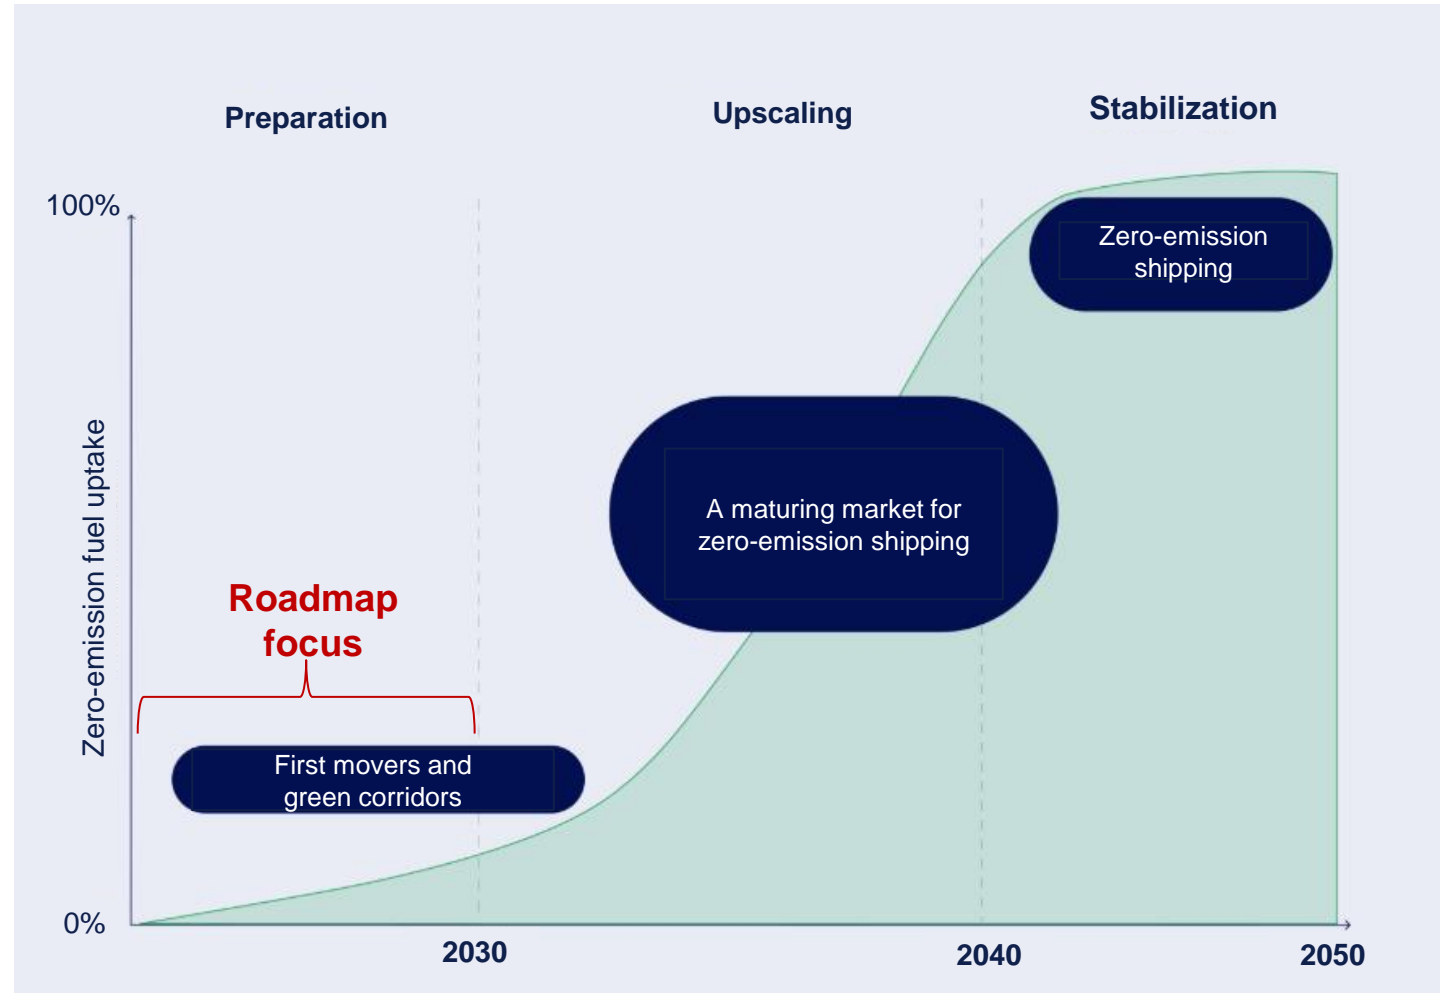 Preparation
Upscaling
Stabilization
100%
Zero-emission
shipping
Zero-emission fuel uptake
A maturing market for
zero-emission shipping
Roadmap
focus
First movers and
green corridors
0%
2030
2040
2050